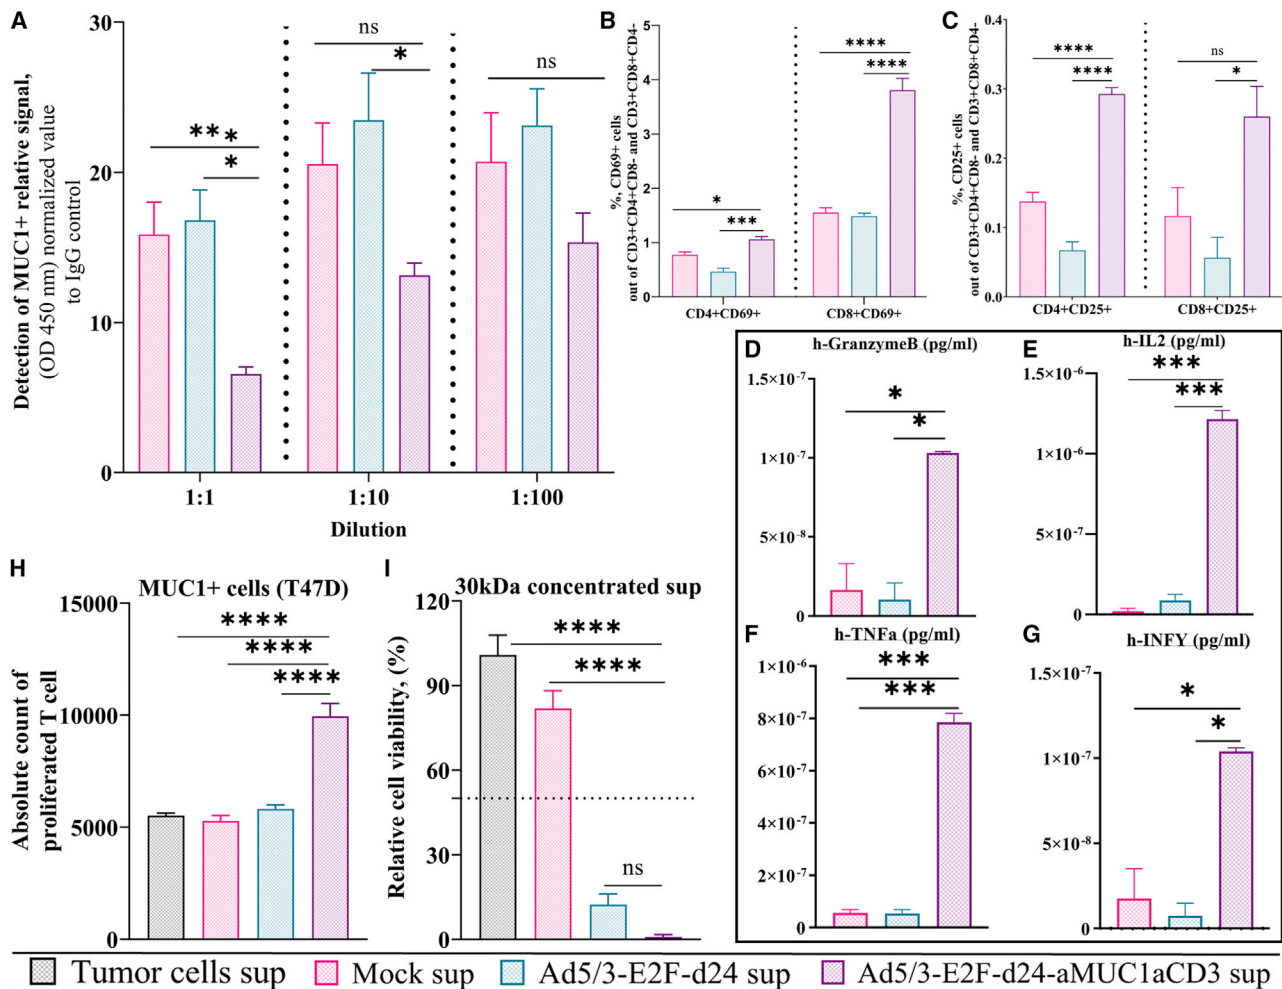 A
Detection of MUC1+ relative signal,
(OD 450 nm) normalized value
to IgG control
30
20
10
0
**
*
*
ns
*
ns
1:1
1:10
1:100
Dilution
B
%, CD69+ cells
out of CD3+CD4+CD8- and CD3+CD8+CD4-
5
4
3
2
1
0
*
***
****
****
CD4+CD69+
CD8+CD69+
C
%, CD25+ cells
out of CD3+CD4+CD8- and CD3+CD8+CD4-
0.4
0.3
0.2
0.1
0.0
****
****
ns
*
CD4+CD25+
CD8+CD25+
D
h-GranzymeB (pg/ml)
1.5×10⁻⁷
1×10⁻⁷
5×10⁻⁸
0
*
*
E
h-IL2 (pg/ml)
1.5×10⁻⁶
1×10⁻⁶
5×10⁻⁷
0
***
***
F
h-TNFa (pg/ml)
1×10⁻⁶
8×10⁻⁷
6×10⁻⁷
4×10⁻⁷
2×10⁻⁷
0
***
***
G
h-INFY (pg/ml)
1.5×10⁻⁷
1×10⁻⁷
5×10⁻⁸
0
*
*
H
MUC1+ cells (T47D)
Absolute count of
proliferated T cell
15000
10000
5000
0
****
****
****
I
30kDa concentrated sup
Relative cell viability, (%)
120
90
60
30
0
****
****
ns
Tumor cells sup
Mock sup
Ad5/3-E2F-d24 sup
Ad5/3-E2F-d24-aMUC1aCD3 sup